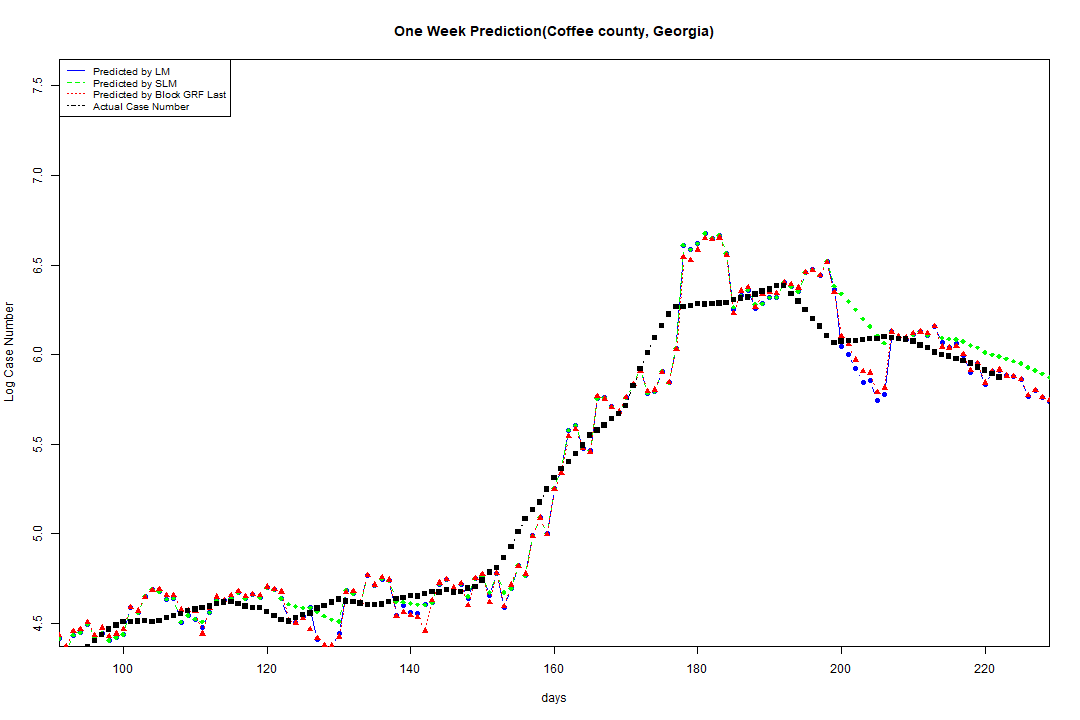 One Week Prediction(Coffee county, Georgia)
Predicted by LM
Predicted by SLM
Predicted by Block GRF Last
Actual Case Number
7.5
7.0
6.5
6.0
5.5
5.0
4.5
Log Case Number
100 120 140 160 180 200 220
days